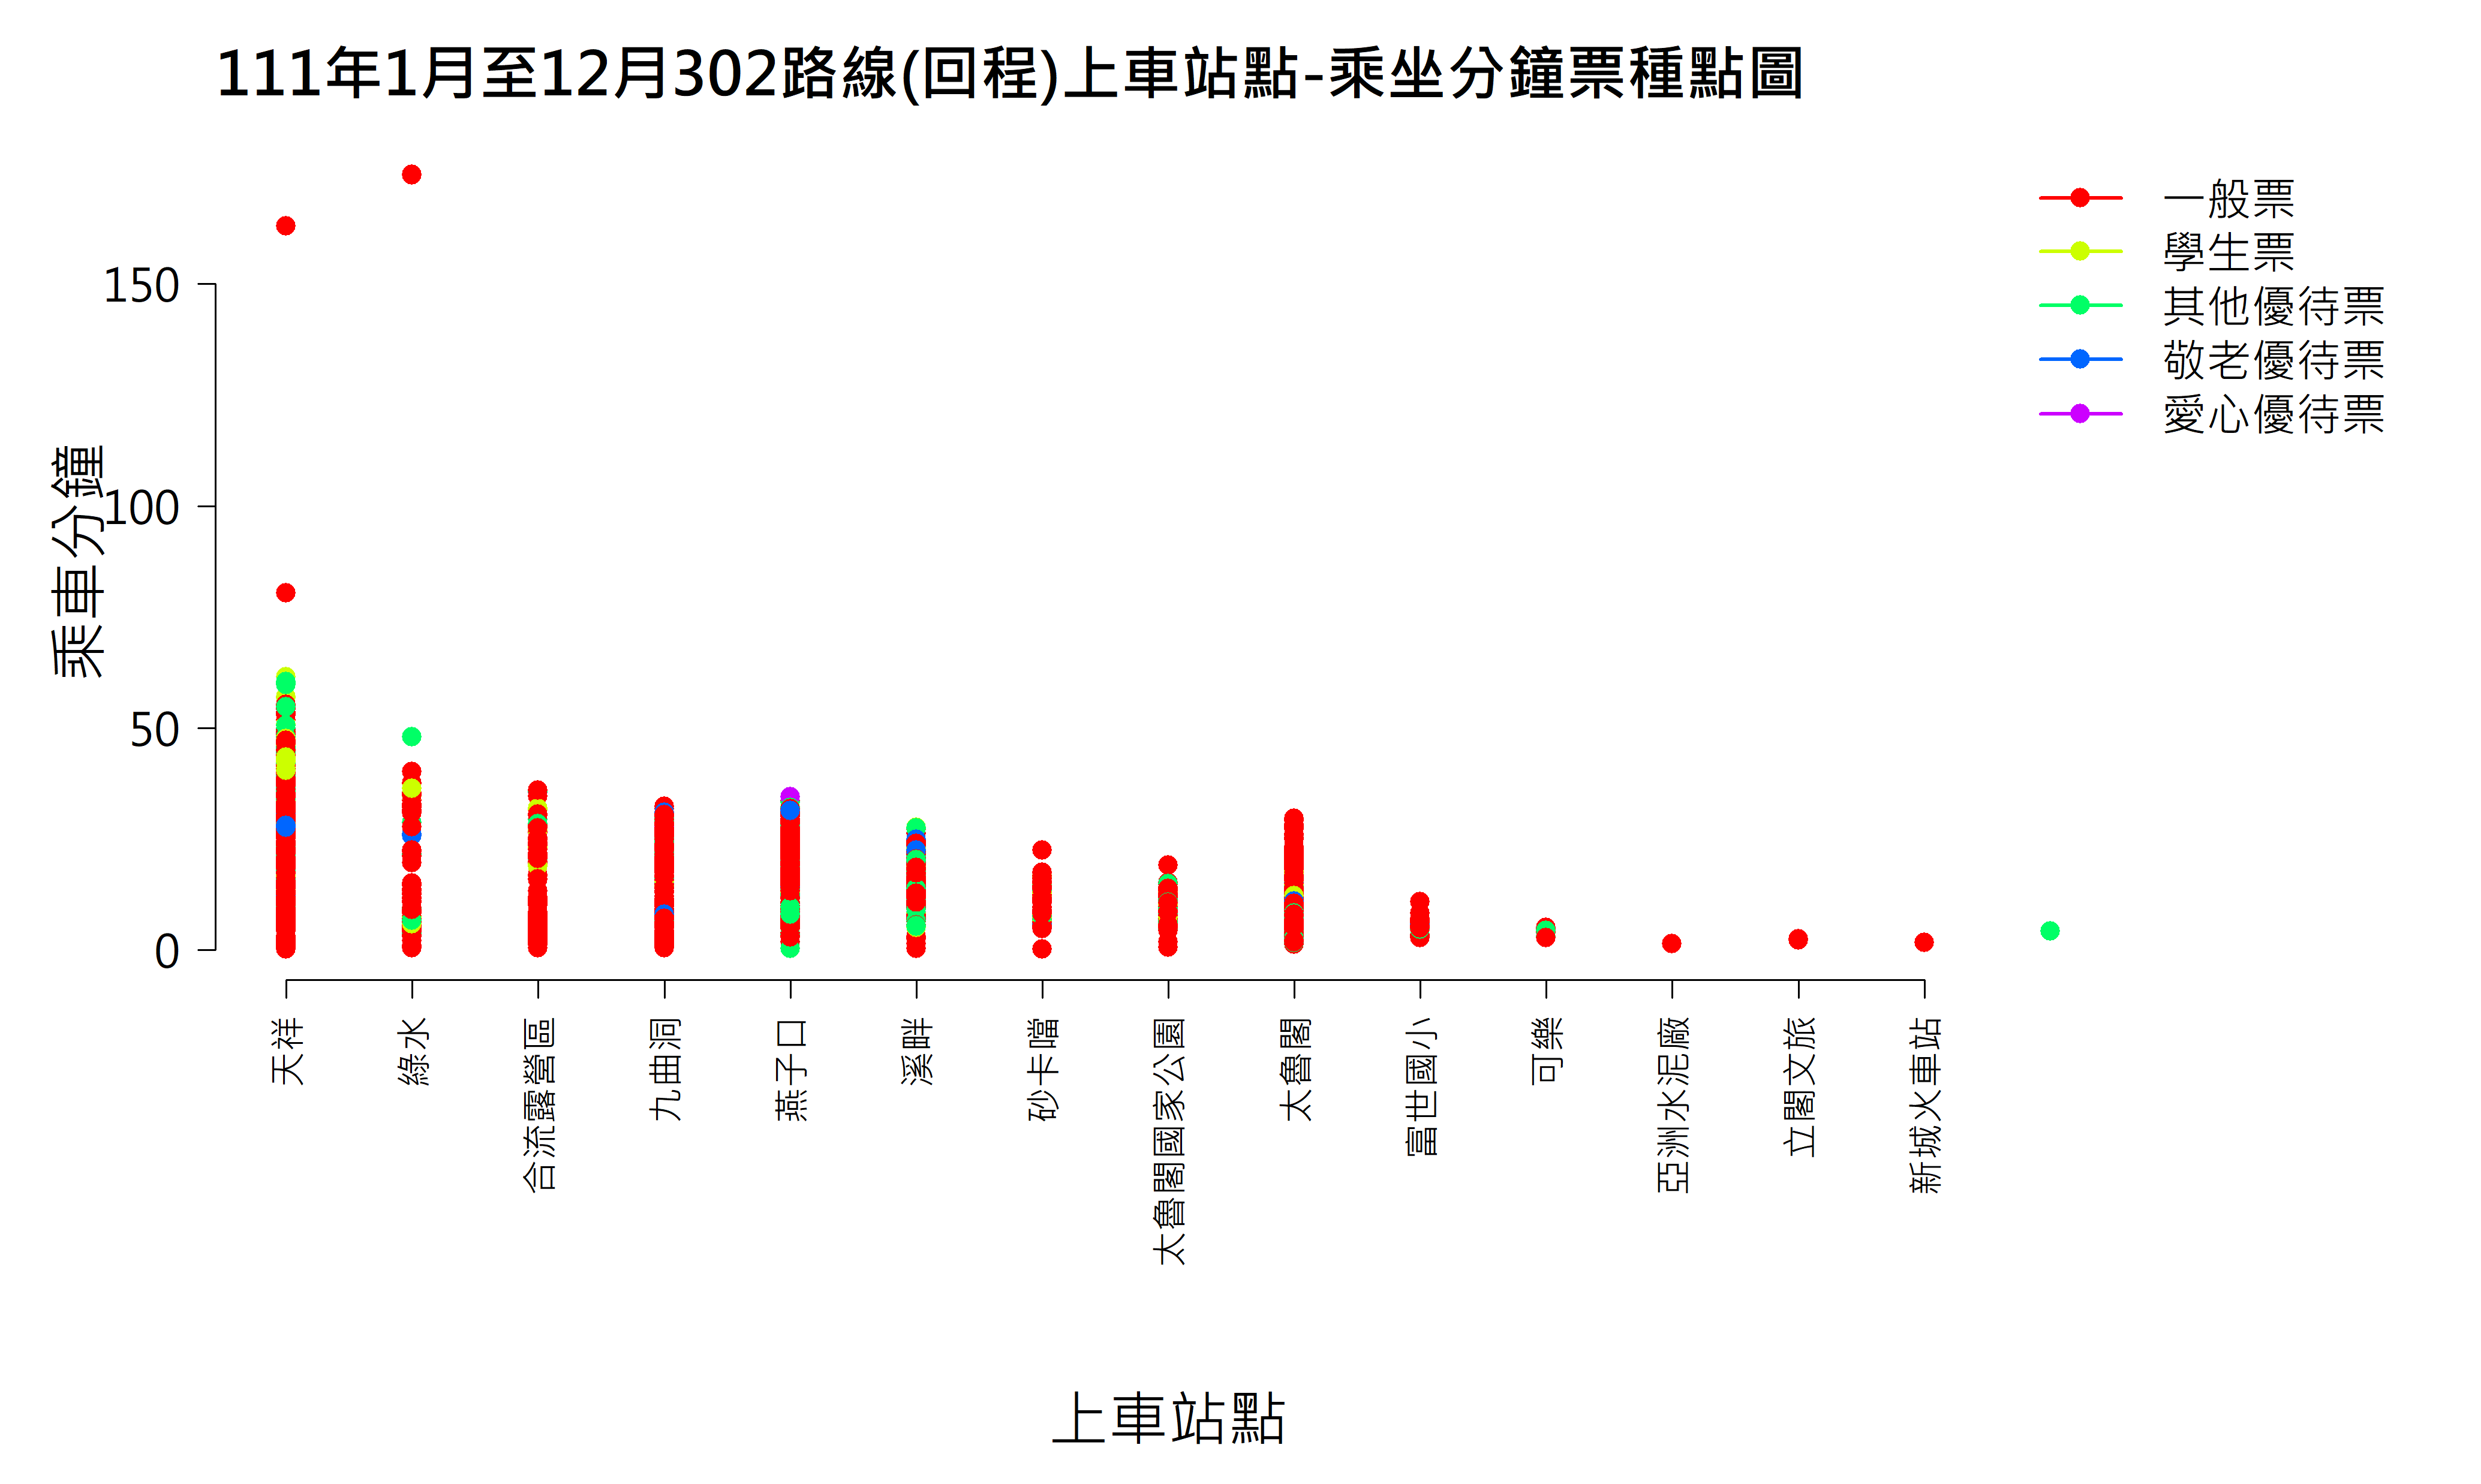 111年1月至12月302路線(回程)上車站點-乘坐分鐘票種點圖
一般票
學生票
其他優待票
敬老優待票
愛心優待票
乘車分鐘
150
100
50
0
天祥
綠水
合流露營區
九曲洞
燕子口
溪畔
砂卡噹
太魯閣國家公園
太魯閣
富世國小
可樂
亞洲水泥廠
立閣文旅
新城火車站
上車站點